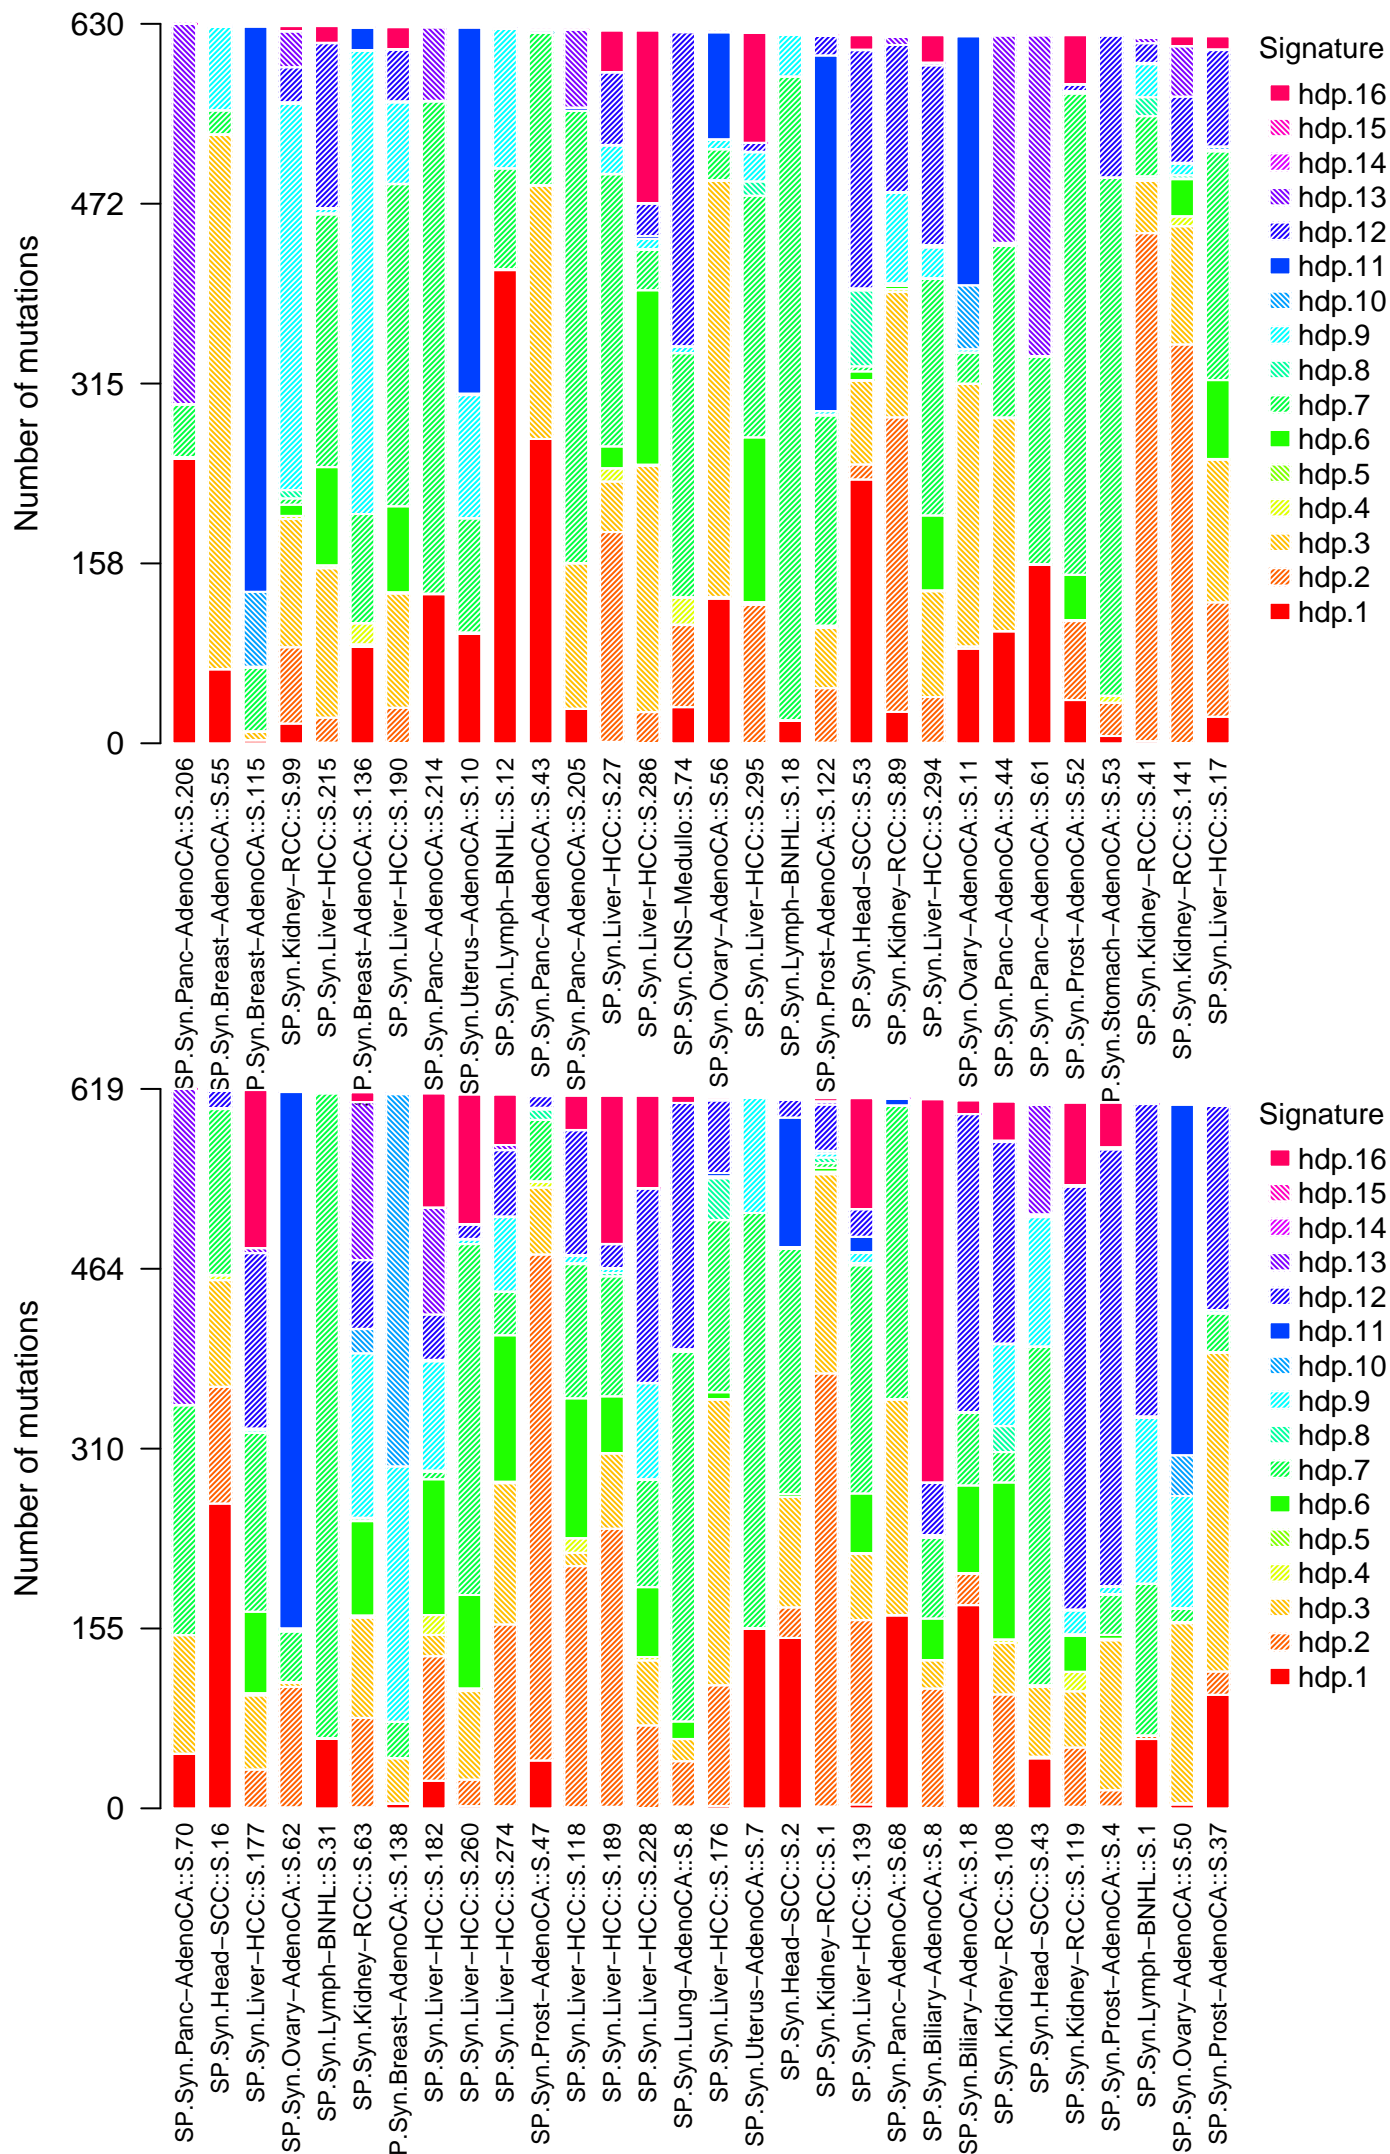 630
472
315
158
0
Number of mutations
Signature
hdp.16
hdp.15
hdp.14
hdp.13
hdp.12
hdp.11
hdp.10
hdp.9
hdp.8
hdp.7
hdp.6
hdp.5
hdp.4
hdp.3
hdp.2
hdp.1
SP.Syn.Panc−AdenoCA::S.206
SP.Syn.Breast−AdenoCA::S.55
P.Syn.Breast−AdenoCA::S.115
SP.Syn.Kidney−RCC::S.99
SP.Syn.Liver−HCC::S.215
P.Syn.Breast−AdenoCA::S.136
SP.Syn.Liver−HCC::S.190
SP.Syn.Panc−AdenoCA::S.214
SP.Syn.Uterus−AdenoCA::S.10
SP.Syn.Lymph−BNHL::S.12
SP.Syn.Panc−AdenoCA::S.43
SP.Syn.Panc−AdenoCA::S.205
SP.Syn.Liver−HCC::S.27
SP.Syn.Liver−HCC::S.286
SP.Syn.CNS−Medullo::S.74
SP.Syn.Ovary−AdenoCA::S.56
SP.Syn.Liver−HCC::S.295
SP.Syn.Lymph−BNHL::S.18
SP.Syn.Prost−AdenoCA::S.122
SP.Syn.Head−SCC::S.53
SP.Syn.Kidney−RCC::S.89
SP.Syn.Liver−HCC::S.294
SP.Syn.Ovary−AdenoCA::S.11
SP.Syn.Panc−AdenoCA::S.44
SP.Syn.Panc−AdenoCA::S.61
SP.Syn.Prost−AdenoCA::S.52
P.Syn.Stomach−AdenoCA::S.53
SP.Syn.Kidney−RCC::S.41
SP.Syn.Kidney−RCC::S.141
SP.Syn.Liver−HCC::S.17
619
464
310
155
0
Number of mutations
Signature
hdp.16
hdp.15
hdp.14
hdp.13
hdp.12
hdp.11
hdp.10
hdp.9
hdp.8
hdp.7
hdp.6
hdp.5
hdp.4
hdp.3
hdp.2
hdp.1
SP.Syn.Panc−AdenoCA::S.70
SP.Syn.Head−SCC::S.16
SP.Syn.Liver−HCC::S.177
SP.Syn.Ovary−AdenoCA::S.62
SP.Syn.Lymph−BNHL::S.31
SP.Syn.Kidney−RCC::S.63
P.Syn.Breast−AdenoCA::S.138
SP.Syn.Liver−HCC::S.182
SP.Syn.Liver−HCC::S.260
SP.Syn.Liver−HCC::S.274
SP.Syn.Prost−AdenoCA::S.47
SP.Syn.Liver−HCC::S.118
SP.Syn.Liver−HCC::S.189
SP.Syn.Liver−HCC::S.228
SP.Syn.Lung−AdenoCA::S.8
SP.Syn.Liver−HCC::S.176
SP.Syn.Uterus−AdenoCA::S.7
SP.Syn.Head−SCC::S.2
SP.Syn.Kidney−RCC::S.1
SP.Syn.Liver−HCC::S.139
SP.Syn.Panc−AdenoCA::S.68
SP.Syn.Biliary−AdenoCA::S.8
SP.Syn.Biliary−AdenoCA::S.18
SP.Syn.Kidney−RCC::S.108
SP.Syn.Head−SCC::S.43
SP.Syn.Kidney−RCC::S.119
SP.Syn.Prost−AdenoCA::S.4
SP.Syn.Lymph−BNHL::S.1
SP.Syn.Ovary−AdenoCA::S.50
SP.Syn.Prost−AdenoCA::S.37